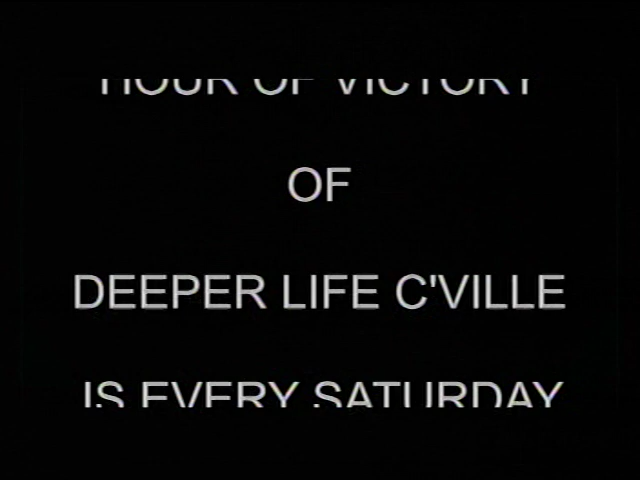 HOUR OF VICTORY
OF
DEEPER LIFE C'VILLE
IS EVERY SATURDAY